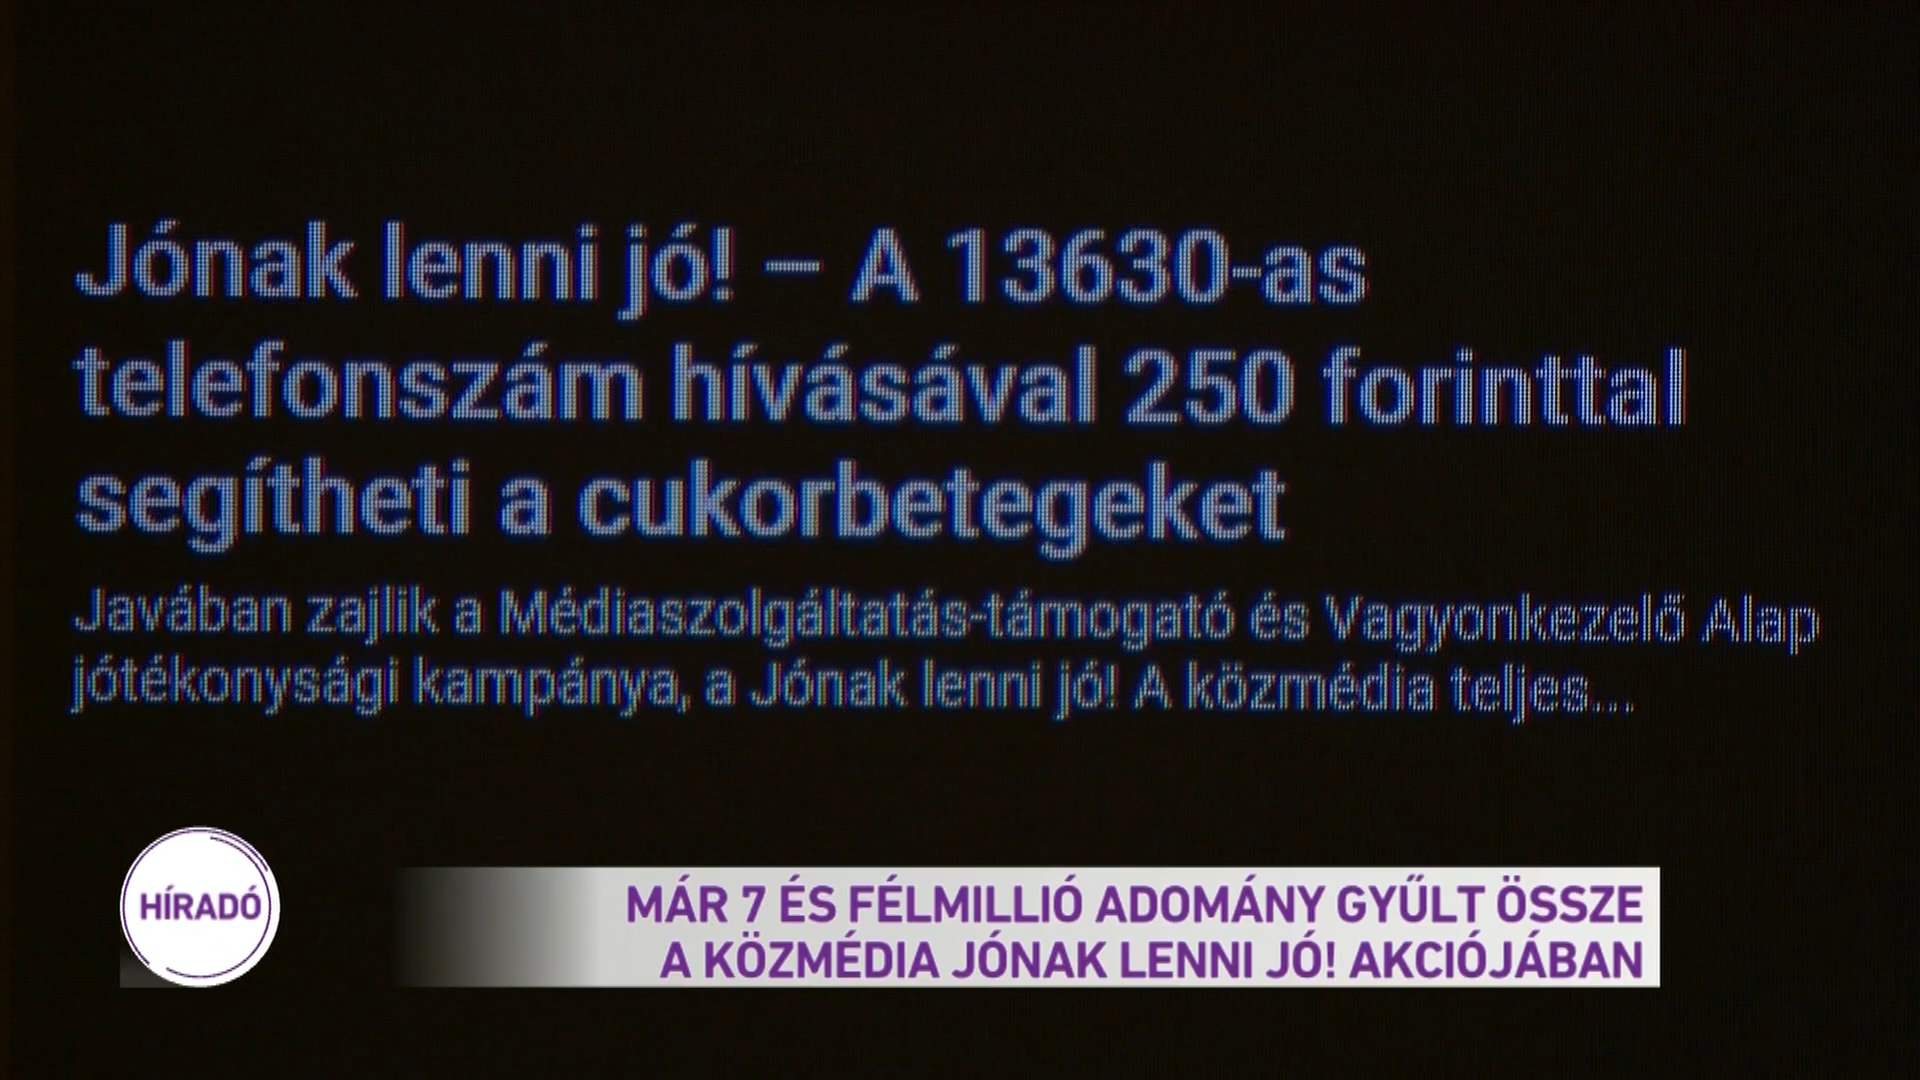 Jónak lenni jó! – A 13630-as
telefonszám hívásával 250 forinttal
segítheti a cukorbetegeket
Javában zajlik a Médiaszolgáltatás-támogató és Vagyonkezelő Alap
jótékonysági kampánya, a Jónak lenni jó! A közmédia teljes...
HÍRADÓ
MÁR 7 ÉS FÉLMILLIÓ ADOMÁNY GYŰLT ÖSSZE
A KÖZMÉDIA JÓNAK LENNI JÓ! AKCIÓJÁBAN